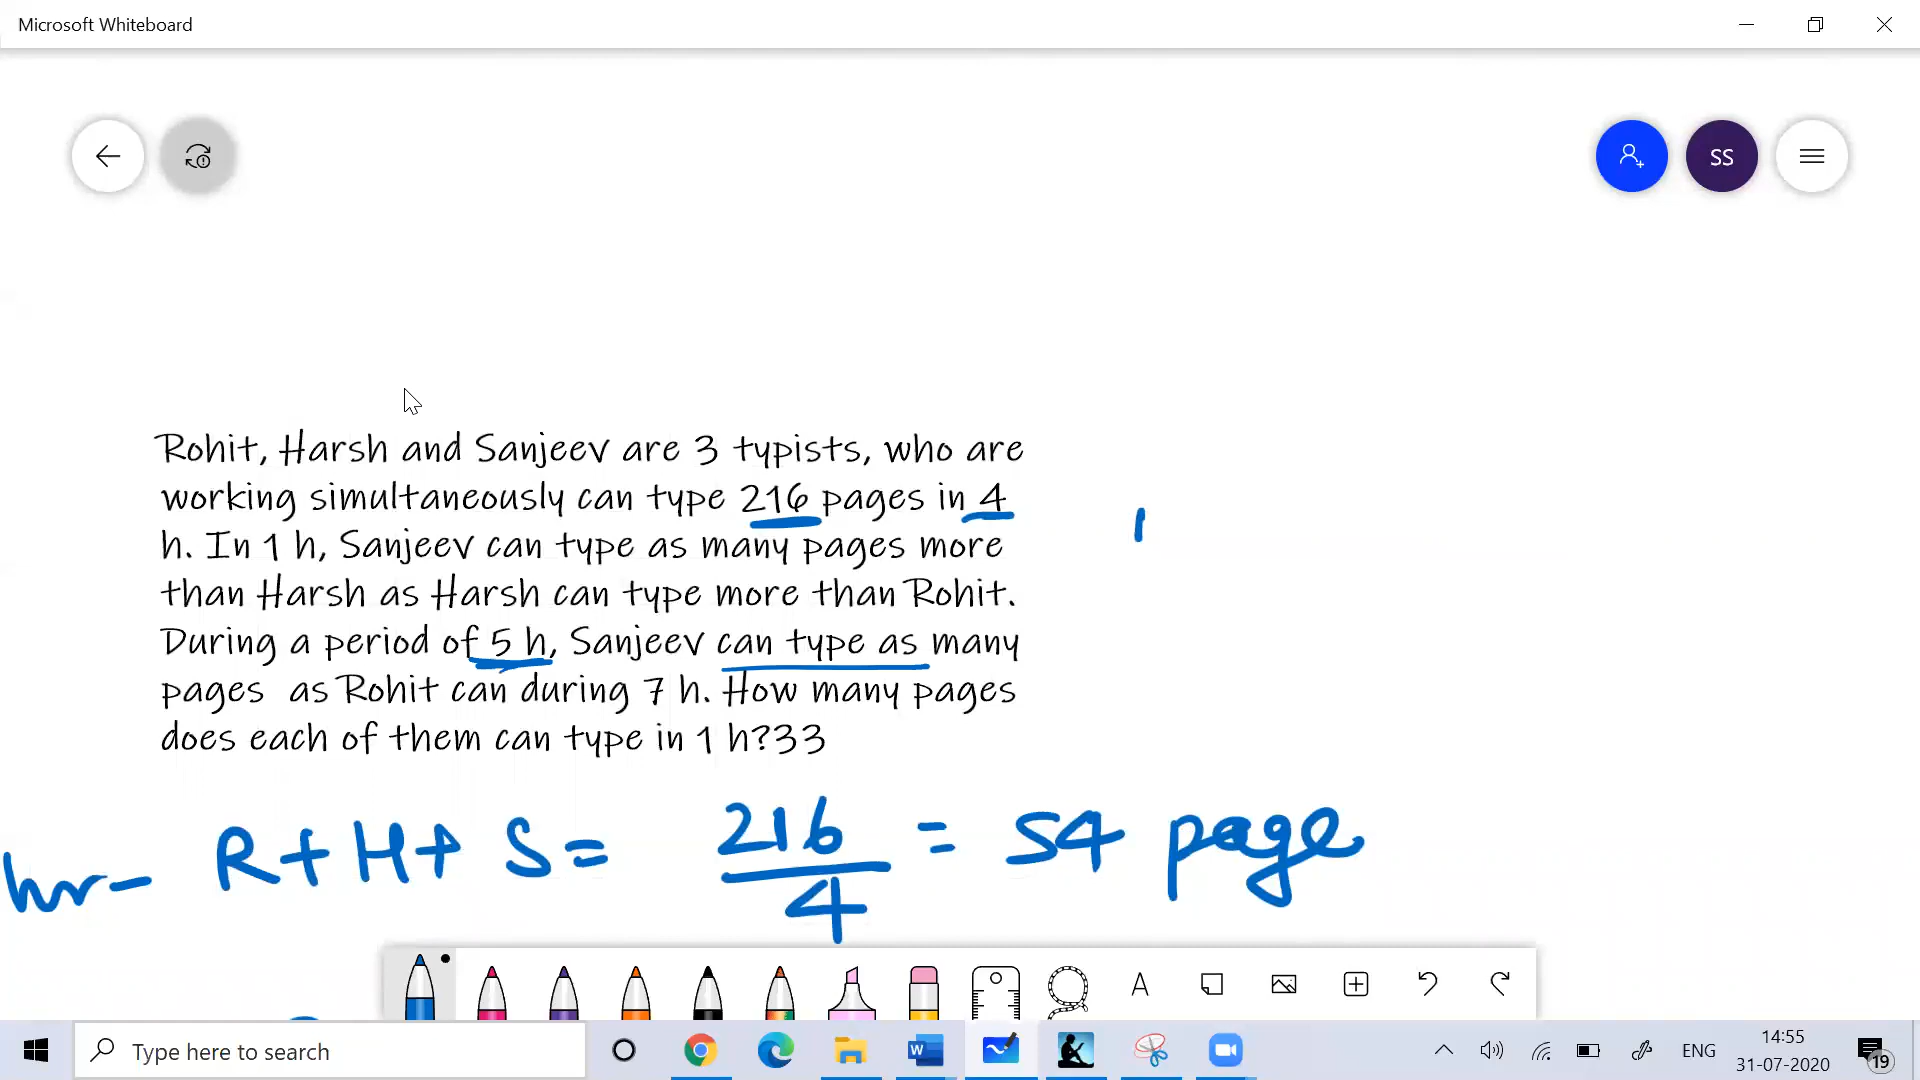 Microsoft Whiteboard
SS
Rohit, Harsh and Sanjeev are 3 typists, who are
working simultaneously can type 216 pages in 4
h. In 1 h, Sanjeev can type as many pages more
than Harsh as Harsh can type more than Rohit.
During a period of 5 h, Sanjeev can type as many
pages as Rohit can during 7 h. How many pages
does each of them can type in 1 h?33
hr- R+H+ S= 216/4 = 54 page
A
Type here to search
W
ENG
14:55
31-07-2020
19